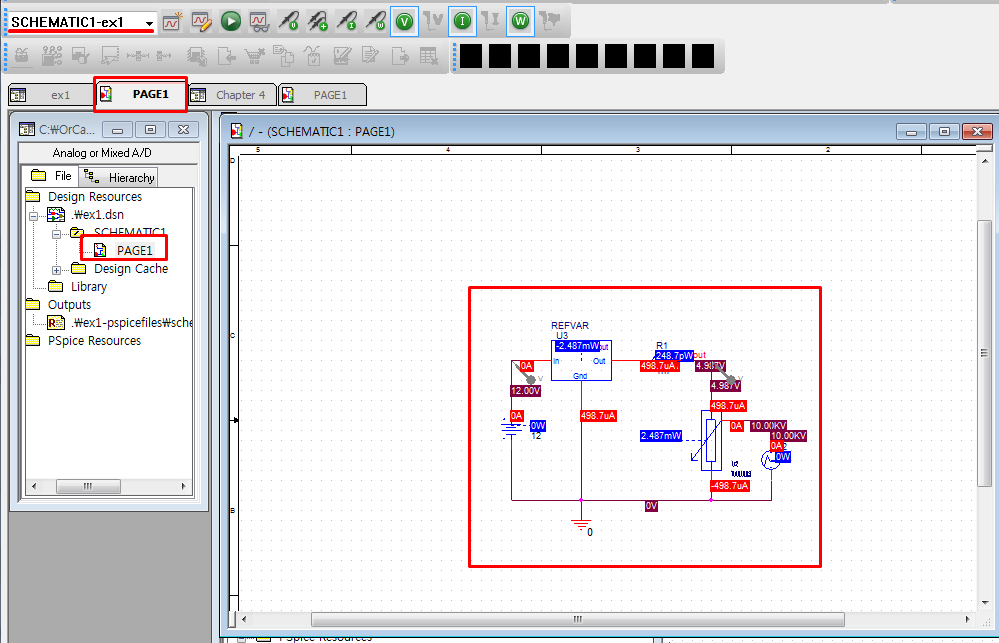 SCHEMATIC1-ex1
V I W
V I W
ex1 PAGE1 Chapter 4 PAGE1
C:₩OrCa...
Analog or Mixed A/D
File Hierarchy
Design Resources
.₩ex1.dsn
SCHEMATIC1
PAGE1
Design Cache
Library
Outputs
.₩ex1-pspicefiles₩sche
PSpice Resources
/ - (SCHEMATIC1 : PAGE1)
5 4 3 2
D
C
B
REFVAR
U3
-2.487mW
out
In Out
Gnd
R1
248.7pW
out
0A
498.7uA
4.987V
V
12.00V
4.987V
498.7uA
0A
0W
12
498.7uA
2.487mW
0A
10.00KV
10.00KV
0A
0W
U2
-498.7uA
0V
0
PSpice Resources